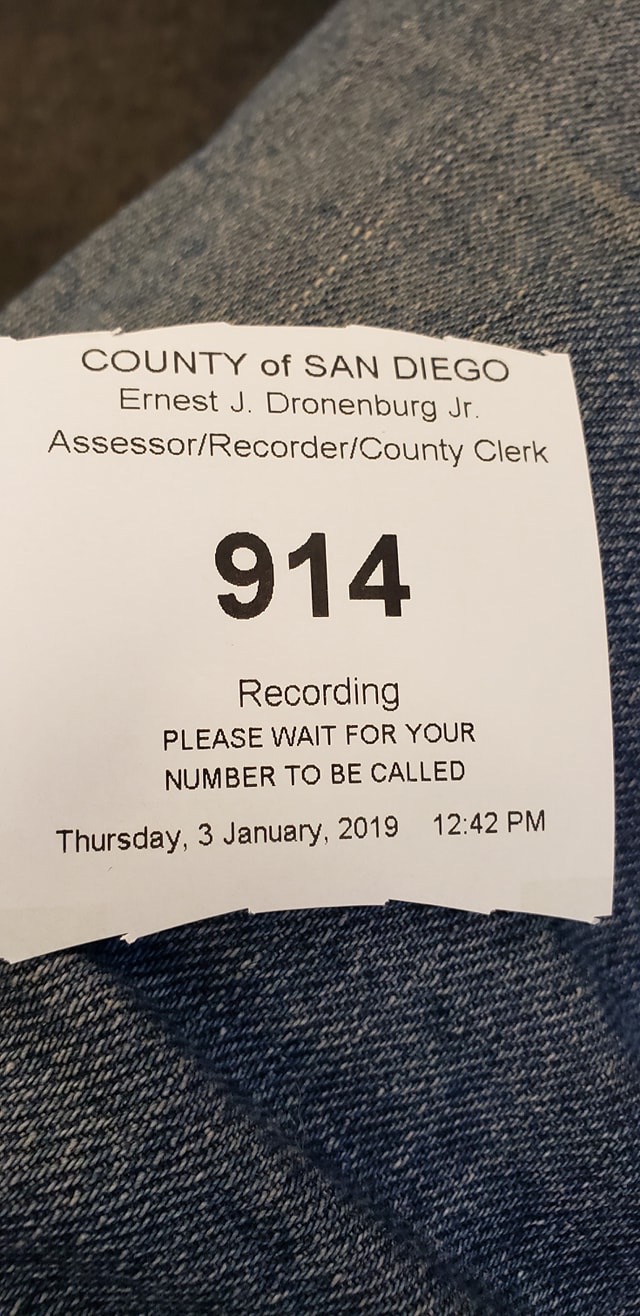 COUNTY of SAN DIEGO
Ernest J. Dronenburg Jr.
Assessor/Recorder/County Clerk
914
Recording
PLEASE WAIT FOR YOUR
NUMBER TO BE CALLED
Thursday, 3 January, 2019 12:42 PM